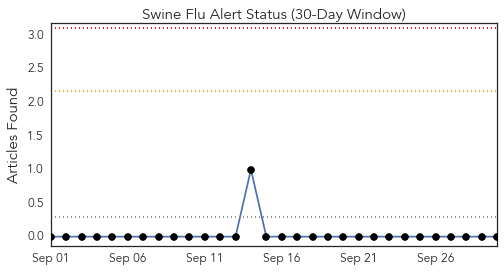 Swine Flu Alert Status (30-Day Window)
Articles Found
3.0
2.5
2.0
1.5
1.0
0.5
0.0
Sep 01 Sep 06 Sep 11 Sep 16 Sep 21 Sep 26